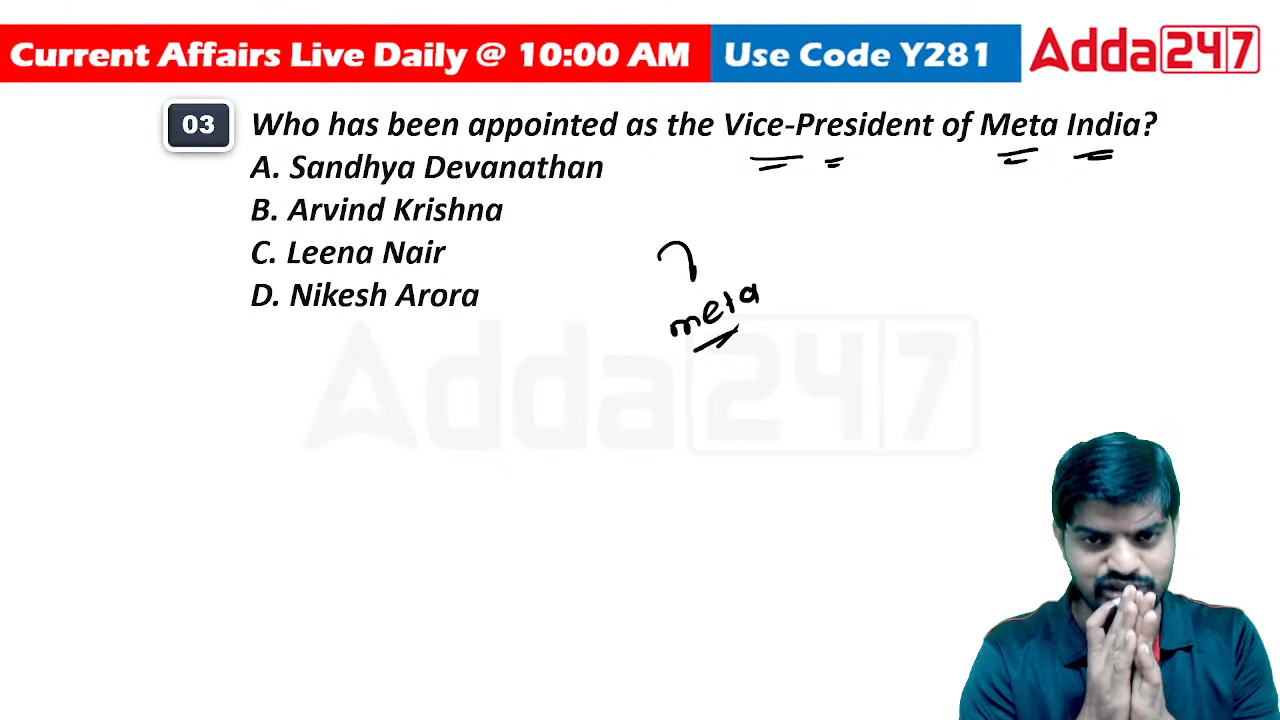 Current Affairs Live Daily @ 10:00 AM
Use Code Y281
Adda247
03
Who has been appointed as the Vice-President of Meta India?
A. Sandhya Devanathan
B. Arvind Krishna
C. Leena Nair
D. Nikesh Arora
meta
Adda247